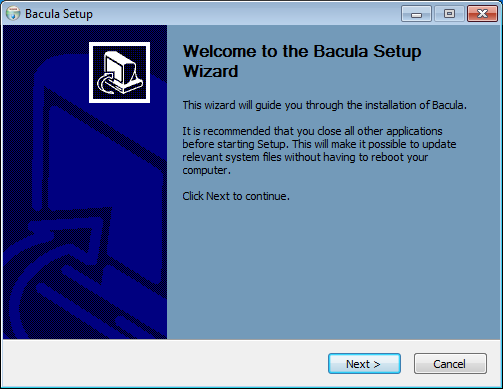 Bacula Setup
Welcome to the Bacula Setup
Wizard
This wizard will guide you through the installation of Bacula.
It is recommended that you close all other applications
before starting Setup. This will make it possible to update
relevant system files without having to reboot your
computer.
Click Next to continue.
Next >
Cancel